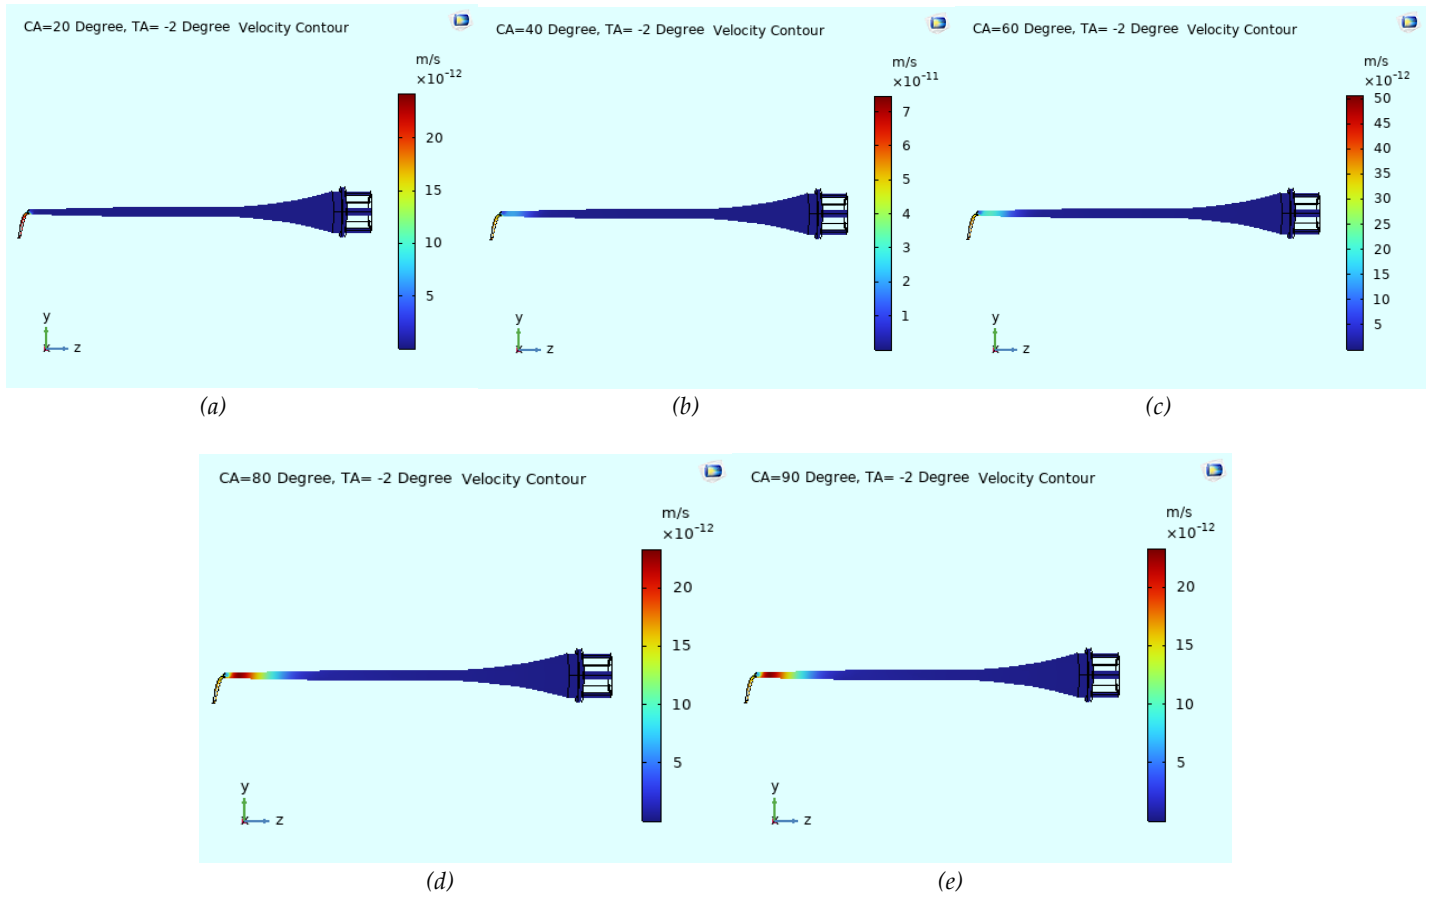 CA=20 Degree, TA= -2 Degree Velocity Contour
m/s
×10⁻¹²
20
15
10
5
y
z
(a)
CA=40 Degree, TA= -2 Degree Velocity Contour
m/s
×10⁻¹¹
7
6
5
4
3
2
1
y
z
(b)
CA=60 Degree, TA= -2 Degree Velocity Contour
m/s
×10⁻¹²
50
45
40
35
30
25
20
15
10
5
y
z
(c)
CA=80 Degree, TA= -2 Degree Velocity Contour
m/s
×10⁻¹²
20
15
10
5
y
z
(d)
CA=90 Degree, TA= -2 Degree Velocity Contour
m/s
×10⁻¹²
20
15
10
5
y
z
(e)